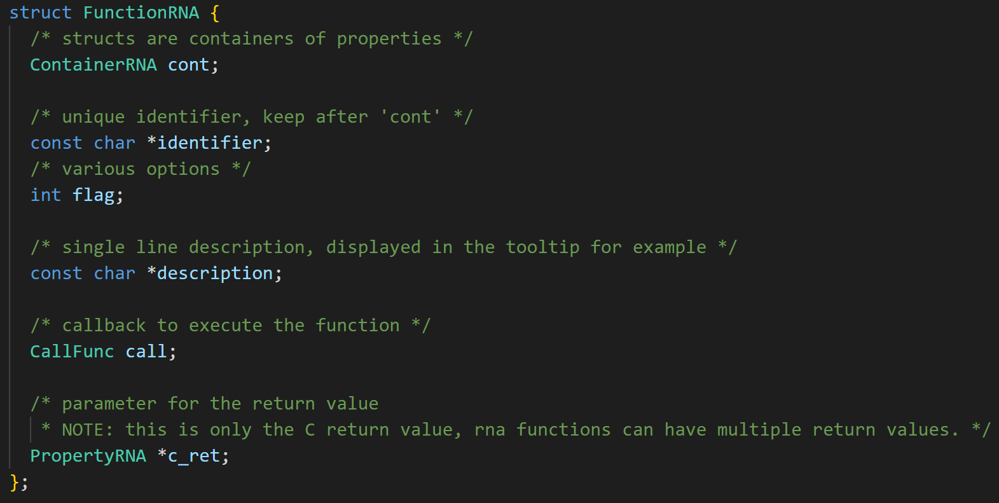 struct FunctionRNA {
  /* structs are containers of properties */
  ContainerRNA cont;

  /* unique identifier, keep after 'cont' */
  const char *identifier;
  /* various options */
  int flag;

  /* single line description, displayed in the tooltip for example */
  const char *description;

  /* callback to execute the function */
  CallFunc call;

  /* parameter for the return value
   * NOTE: this is only the C return value, rna functions can have multiple return values. */
  PropertyRNA *c_ret;
};